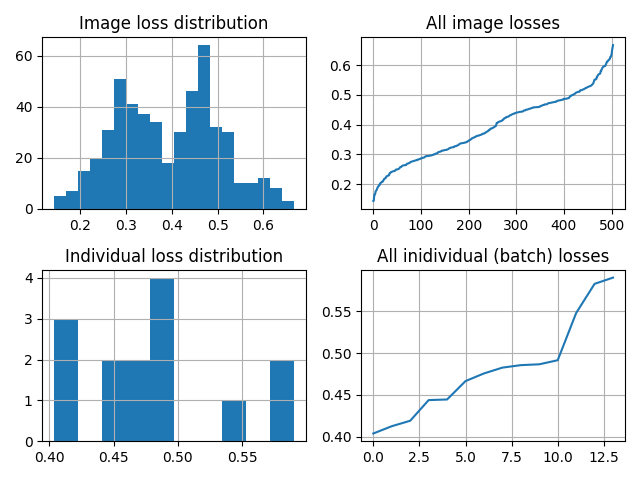 Image loss distribution
60
40
20
0
0.2 0.3 0.4 0.5 0.6
All image losses
0.6
0.5
0.4
0.3
0.2
0 100 200 300 400 500
Individual loss distribution
4
3
2
1
0
0.40 0.45 0.50 0.55
All inidividual (batch) losses
0.55
0.50
0.45
0.40
0.0 2.5 5.0 7.5 10.0 12.5